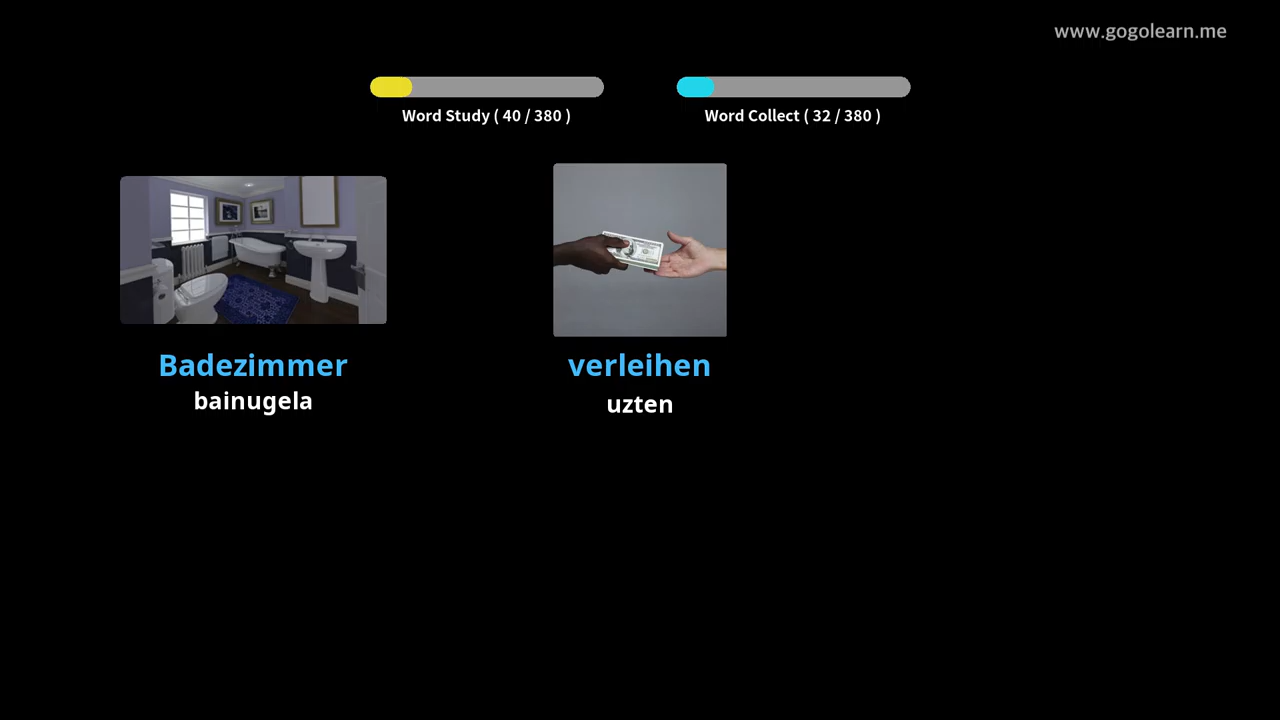 www.gogolearn.me
Word Study ( 40 / 380 )
Word Collect ( 32 / 380 )
Badezimmer
bainugela
verleihen
uzten